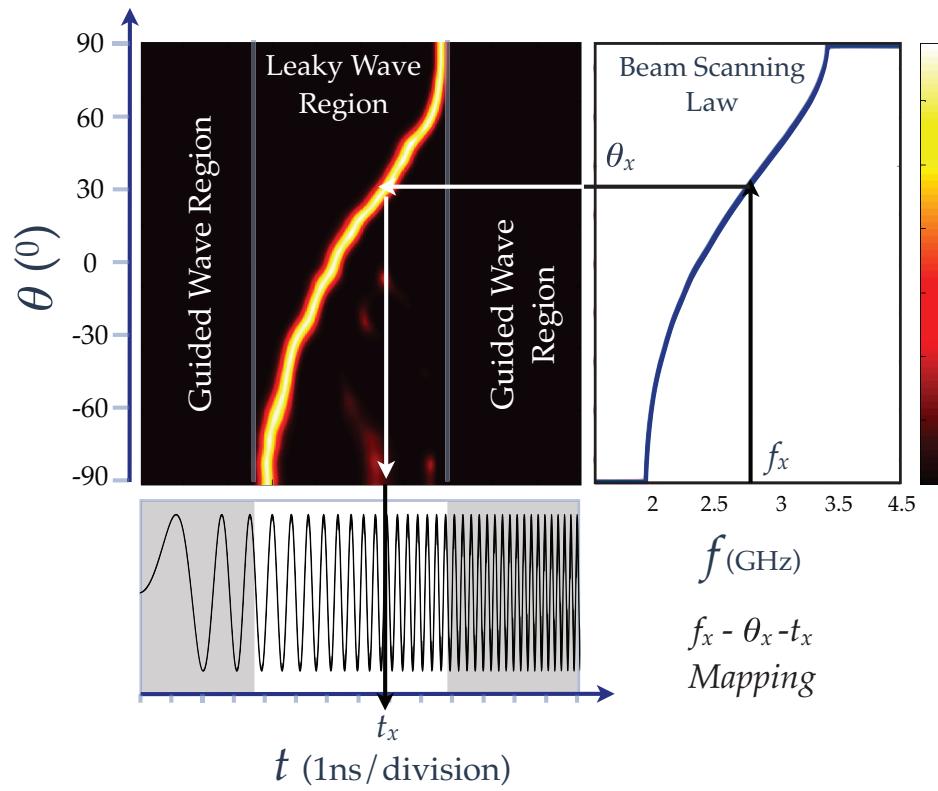 90
60
30
0
-30
-60
-90
θ (⁰)
Guided Wave Region
Leaky Wave
Region
Guided Wave
Region
Beam Scanning
Law
θx
fx
2 2.5 3 3.5 4.5
f (GHz)
fx - θx -tx
Mapping
tx
t (1ns/division)